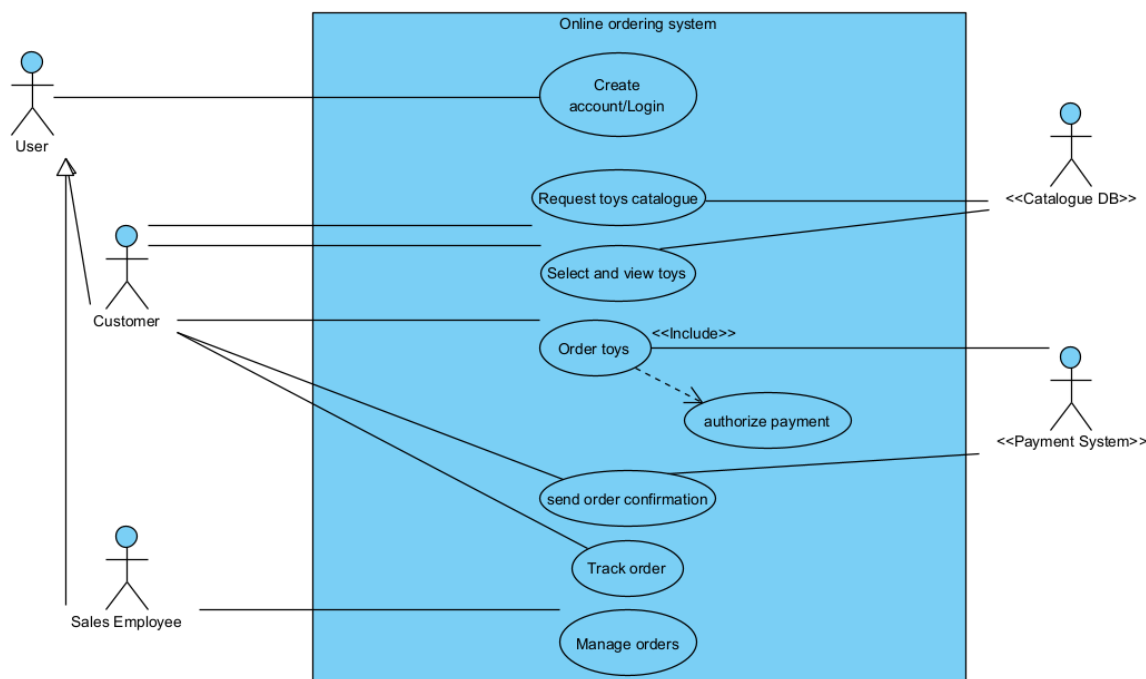 Online ordering system
Create
account/Login
User
Request toys catalogue
<<Catalogue DB>>
Select and view toys
Customer
<<Include>>
Order toys
authorize payment
<<Payment System>>
send order confirmation
Track order
Sales Employee
Manage orders